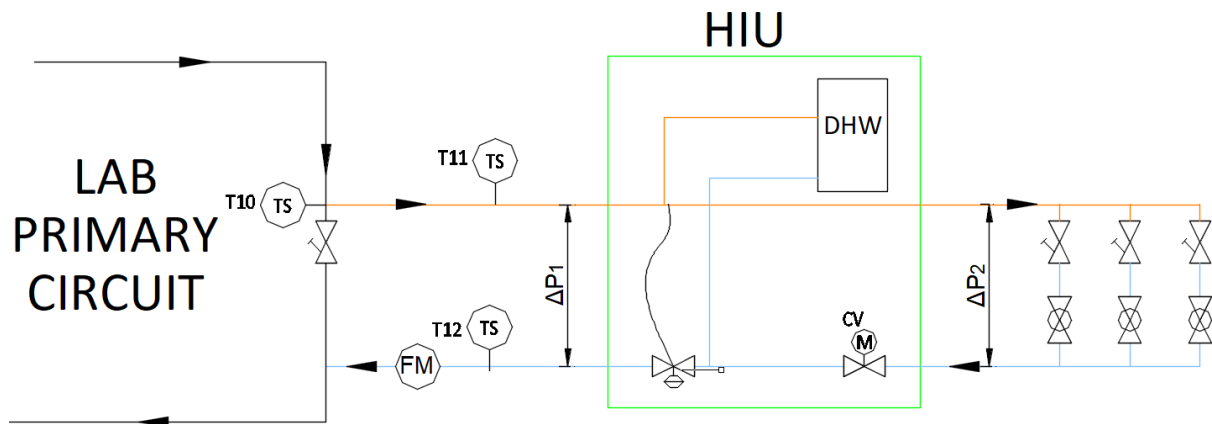 HIU
DHW
LAB
PRIMARY
CIRCUIT
T10 TS
T11 TS
T12 TS
FM
ΔP1
CV
M
ΔP2